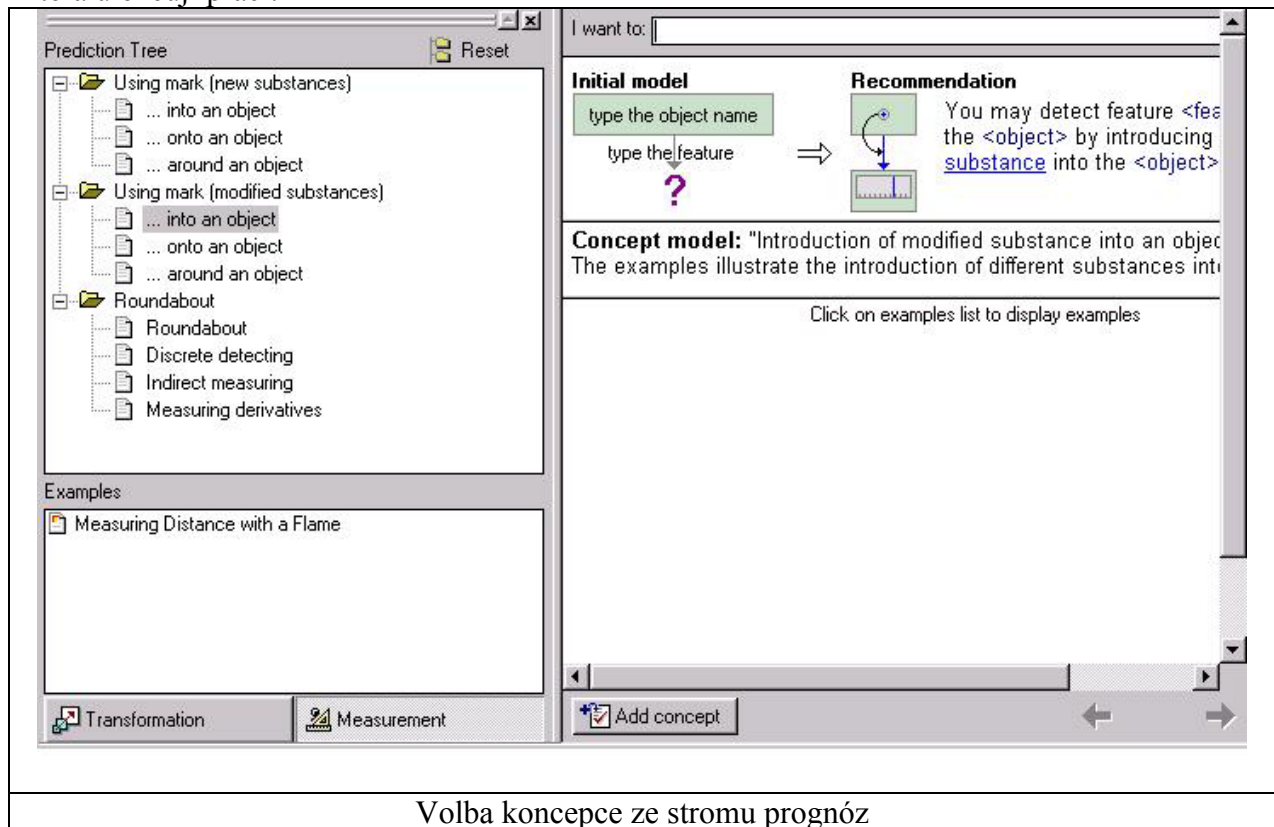 Prediction Tree
Reset
Using mark (new substances)
... into an object
... onto an object
... around an object
Using mark (modified substances)
... into an object
... onto an object
... around an object
Roundabout
Roundabout
Discrete detecting
Indirect measuring
Measuring derivatives
Examples
Measuring Distance with a Flame
Transformation
Measurement
I want to:
Initial model
type the object name
type the feature
?
Recommendation
You may detect feature <fea
the <object> by introducing
substance into the <object>
Concept model: "Introduction of modified substance into an objec
The examples illustrate the introduction of different substances int
Click on examples list to display examples
Add concept
Volba koncepce ze stromu prognóz